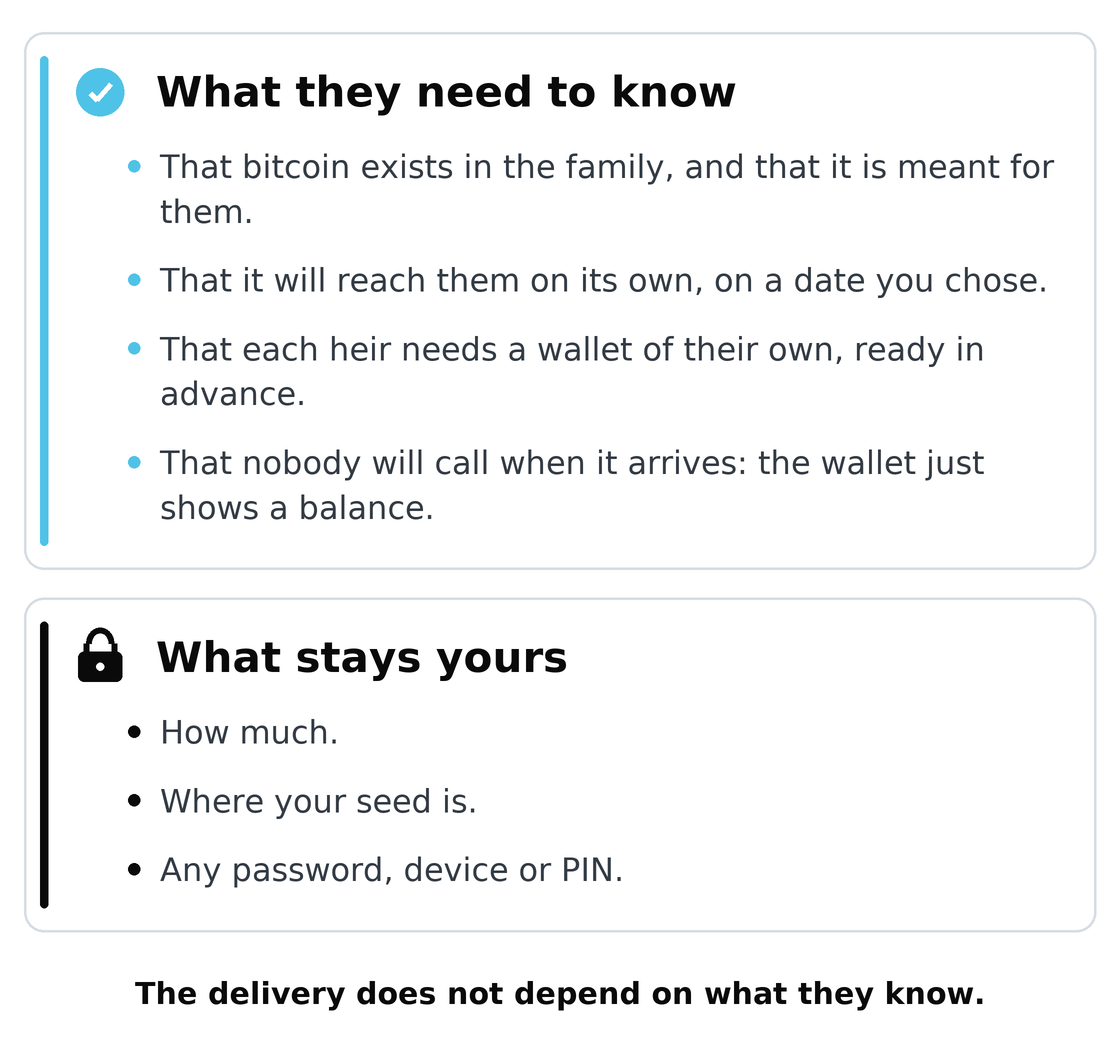 What they need to know
That bitcoin exists in the family, and that it is meant for
them.
That it will reach them on its own, on a date you chose.
That each heir needs a wallet of their own, ready in
advance.
That nobody will call when it arrives: the wallet just
shows a balance.
What stays yours
How much.
Where your seed is.
Any password, device or PIN.
The delivery does not depend on what they know.